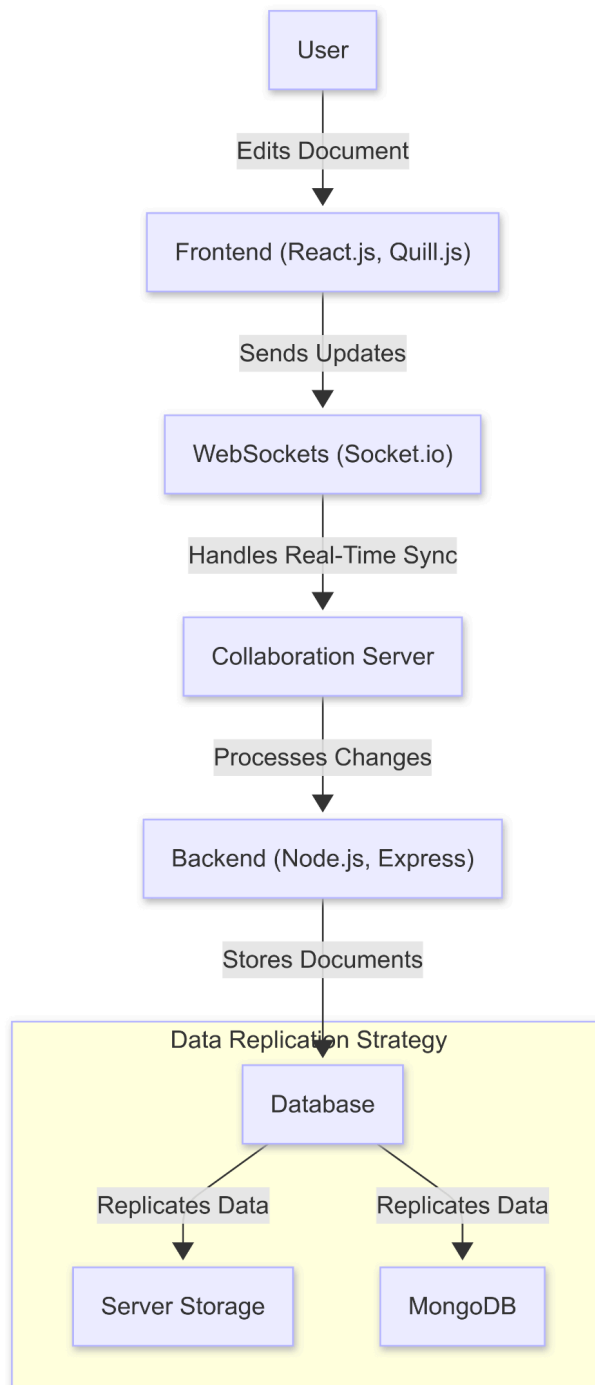 User
Edits Document
Frontend (React.js, Quill.js)
Sends Updates
WebSockets (Socket.io)
Handles Real-Time Sync
Collaboration Server
Processes Changes
Backend (Node.js, Express)
Stores Documents
Data Replication Strategy
Database
Replicates Data
Replicates Data
Server Storage
MongoDB